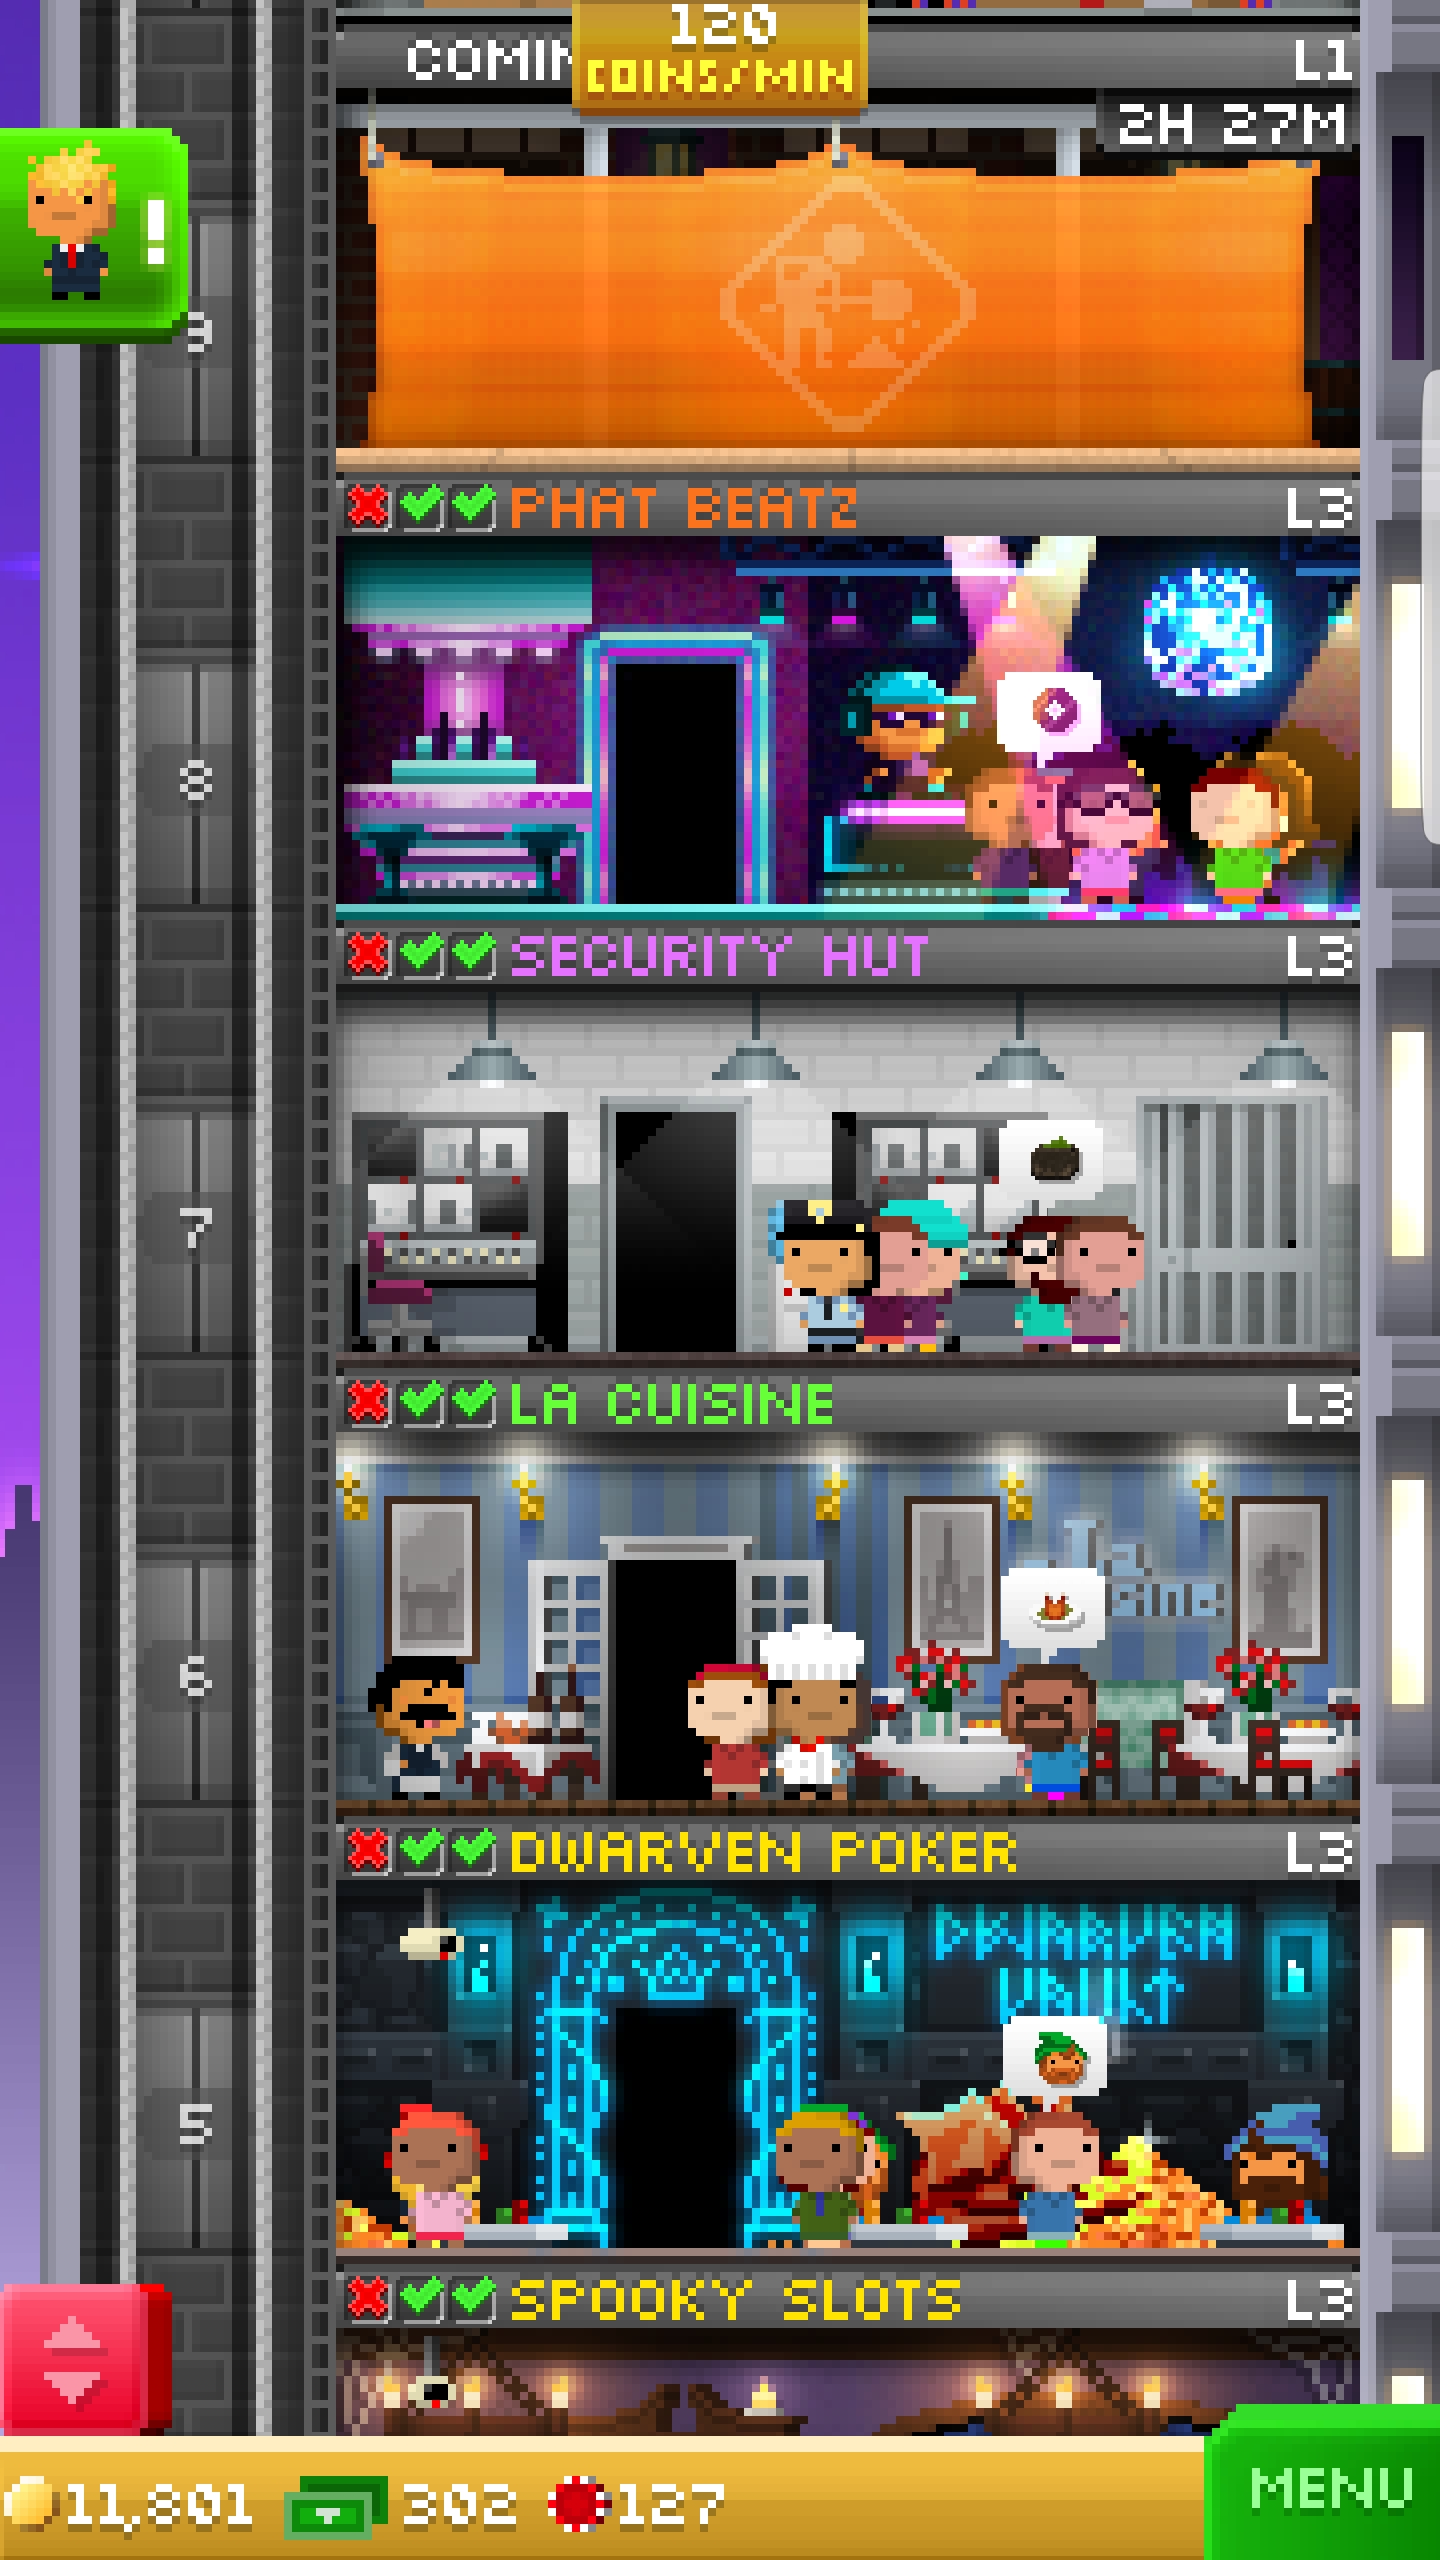 120
COINS/MIN
COMIN
L1
2H 27M
!
9
PHAT BEATZ
L3
8
SECURITY HUT
L3
7
LA CUISINE
L3
la
sine
6
DWARVEN POKER
L3
DWARVEN
VAULT
5
SPOOKY SLOTS
L3
11,801
302
127
MENU